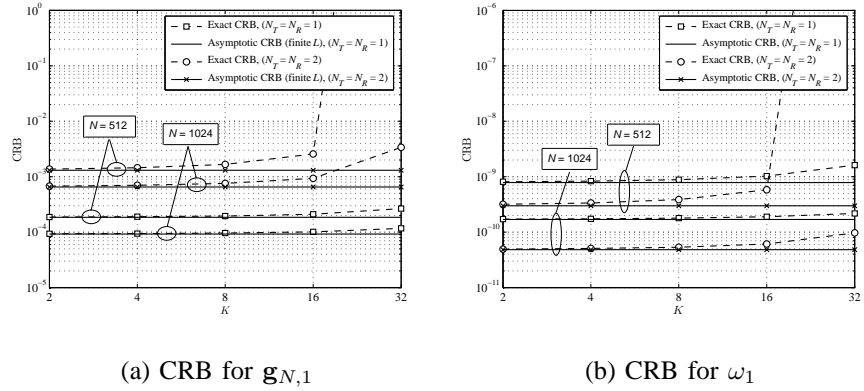 10^0
10^-1
10^-2
10^-3
10^-4
10^-5
CRB
2
4
8
16
32
K
Exact CRB, (N_T = N_R = 1)
Asymptotic CRB (finite L), (N_T = N_R = 1)
Exact CRB, (N_T = N_R = 2)
Asymptotic CRB (finite L), (N_T = N_R = 2)
N = 512
N = 1024
(a) CRB for g_{N,1}
10^-6
10^-7
10^-8
10^-9
10^-10
10^-11
CRB
2
4
8
16
32
K
Exact CRB, (N_T = N_R = 1)
Asymptotic CRB, (N_T = N_R = 1)
Exact CRB, (N_T = N_R = 2)
Asymptotic CRB, (N_T = N_R = 2)
N = 512
N = 1024
(b) CRB for ω_1